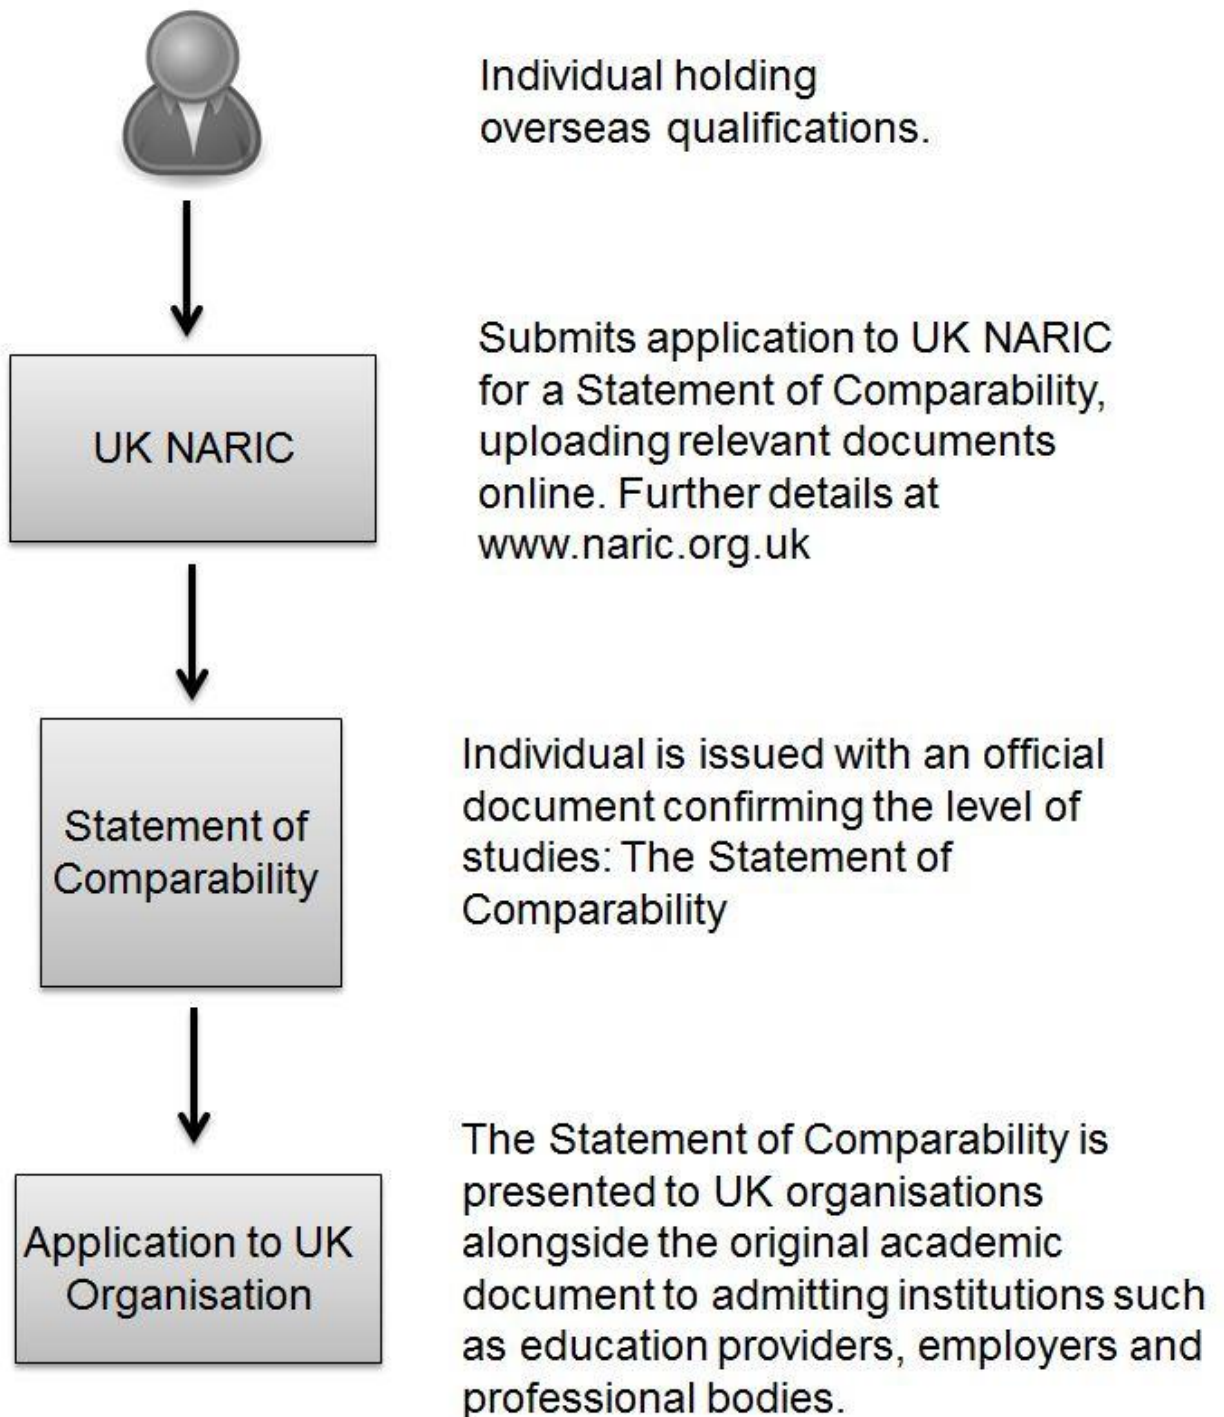 Individual holding
overseas qualifications.
UK NARIC
Submits application to UK NARIC
for a Statement of Comparability,
uploading relevant documents
online. Further details at
www.naric.org.uk
Statement of
Comparability
Individual is issued with an official
document confirming the level of
studies: The Statement of
Comparability
Application to UK
Organisation
The Statement of Comparability is
presented to UK organisations
alongside the original academic
document to admitting institutions such
as education providers, employers and
professional bodies.